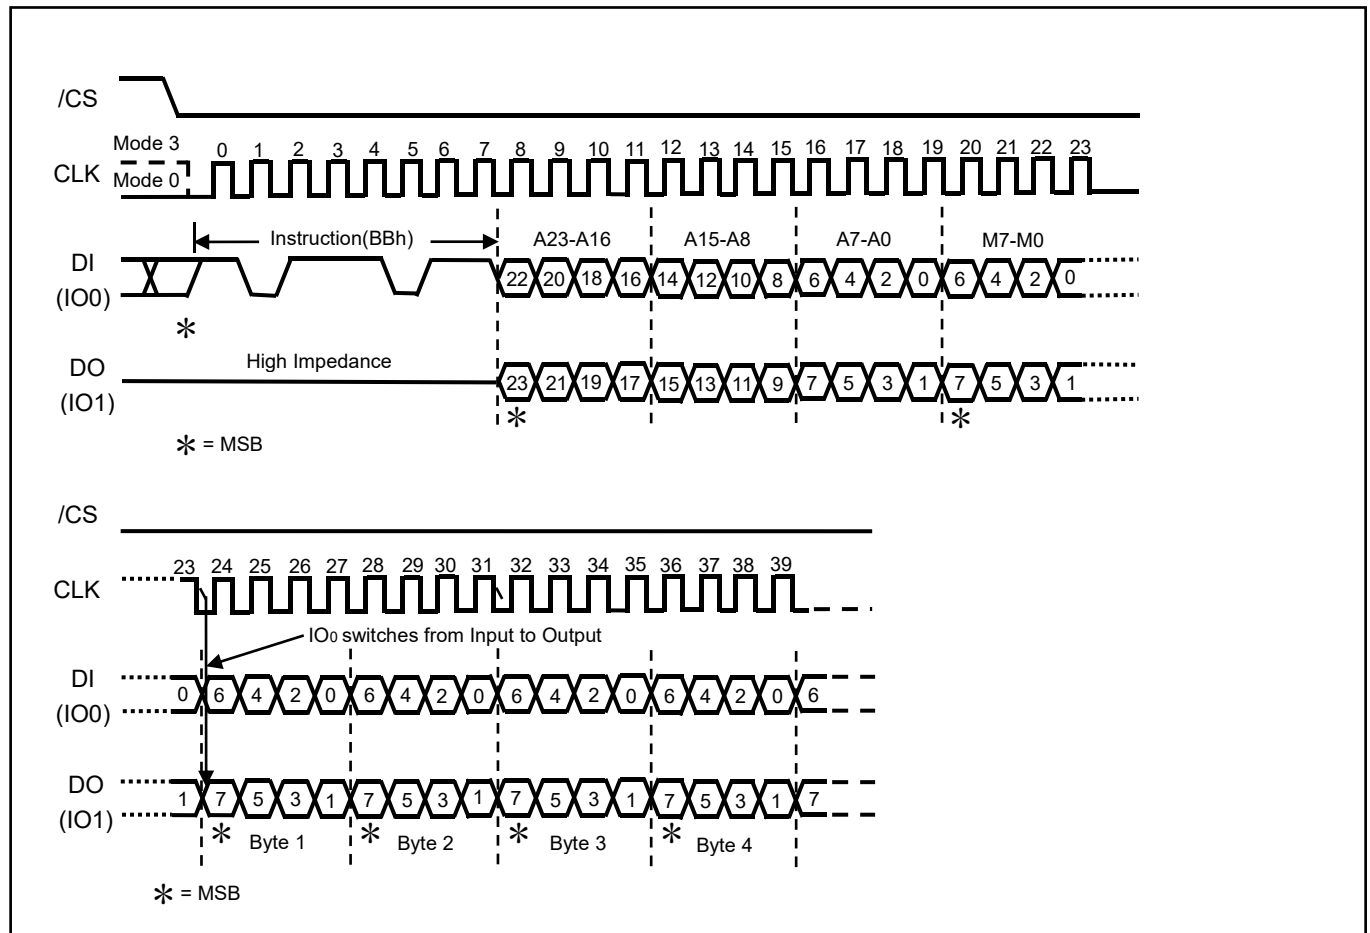 /CS
Mode 3
0 1 2 3 4 5 6 7 8 9 10 11 12 13 14 15 16 17 18 19 20 21 22 23
CLK
Mode 0
Instruction(BBh) A23-A16 A15-A8 A7-A0 M7-M0
DI
(IO0)
22 20 18 16 14 12 10 8 6 4 2 0 6 4 2 0
*
High Impedance
DO
(IO1)
23 21 19 17 15 13 11 9 7 5 3 1 7 5 3 1
* *
* = MSB
/CS
23 24 25 26 27 28 29 30 31 32 33 34 35 36 37 38 39
CLK
IO0 switches from Input to Output
DI
(IO0)
0 6 4 2 0 6 4 2 0 6 4 2 0 6 4 2 0 6
DO
(IO1)
1 7 5 3 1 7 5 3 1 7 5 3 1 7 5 3 1 7
* Byte 1 * Byte 2 * Byte 3 * Byte 4
* = MSB